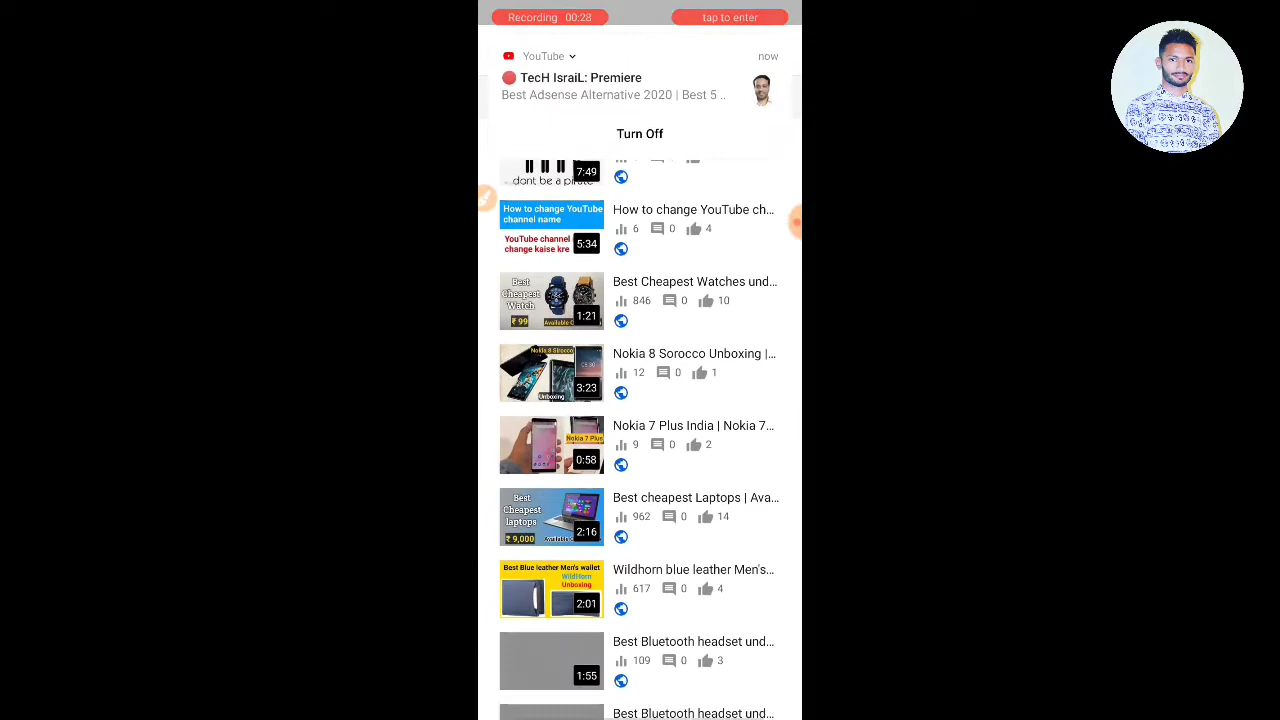 Recording 00:28
tap to enter
YouTube
now
TecH IsraiL: Premiere
Best Adsense Alternative 2020 | Best 5 ..
Turn Off
dont be a pirate
7:49
How to change YouTube
channel name
YouTube channel
change kaise kre
5:34
How to change YouTube ch...
6 0 4
Best
Cheapest
Watch
₹ 99
1:21
Best Cheapest Watches und...
846 0 10
Nokia 8 Sirocco
Unboxing
3:23
Nokia 8 Sorocco Unboxing |...
12 0 1
Nokia 7 Plus
0:58
Nokia 7 Plus India | Nokia 7...
9 0 2
Best
Cheapest
laptops
₹ 9,000
2:16
Best cheapest Laptops | Ava...
962 0 14
Best Blue leather Men's wallet
WildHorn
Unboxing
2:01
Wildhorn blue leather Men's...
617 0 4
1:55
Best Bluetooth headset und...
109 0 3
Best Bluetooth headset und...